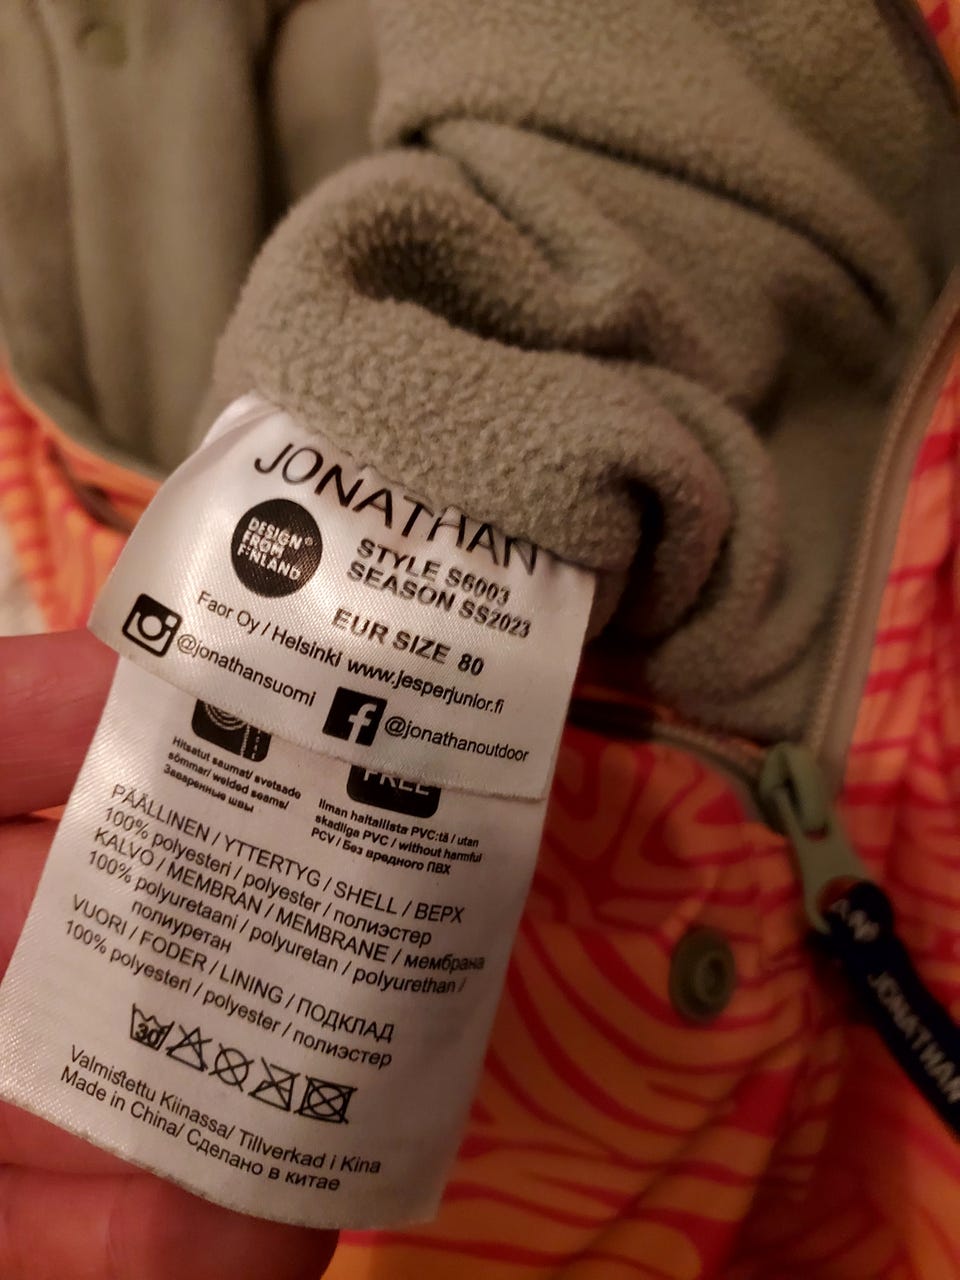 JONATHAN
DESIGN®
FROM
FINLAND
STYLE S6003
SEASON SS2023
EUR SIZE 80
Faor Oy / Helsinki www.jesperjunior.fi
@jonathansuomi
@jonathanoutdoor
FREE
Hitsatut saumat/ svetsade
sömmar/ welded seams/
Заваренные швы
Ilman haitallista PVC:tä / utan
skadliga PVC / without harmful
PCV / Без вредного ПВХ
PÄÄLLINEN / YTTERTYG / SHELL / ВЕРХ
100% polyesteri / polyester / полиэстер
KALVO / MEMBRAN / MEMBRANE / мембрана
100% polyuretaani / polyuretan / polyurethan /
полиуретан
VUORI / FODER / LINING / ПОДКЛАД
100% polyesteri / polyester / полиэстер
30
Valmistettu Kiinassa/ Tillverkad i Kina
Made in China/ Сделано в китае
JONATHAN